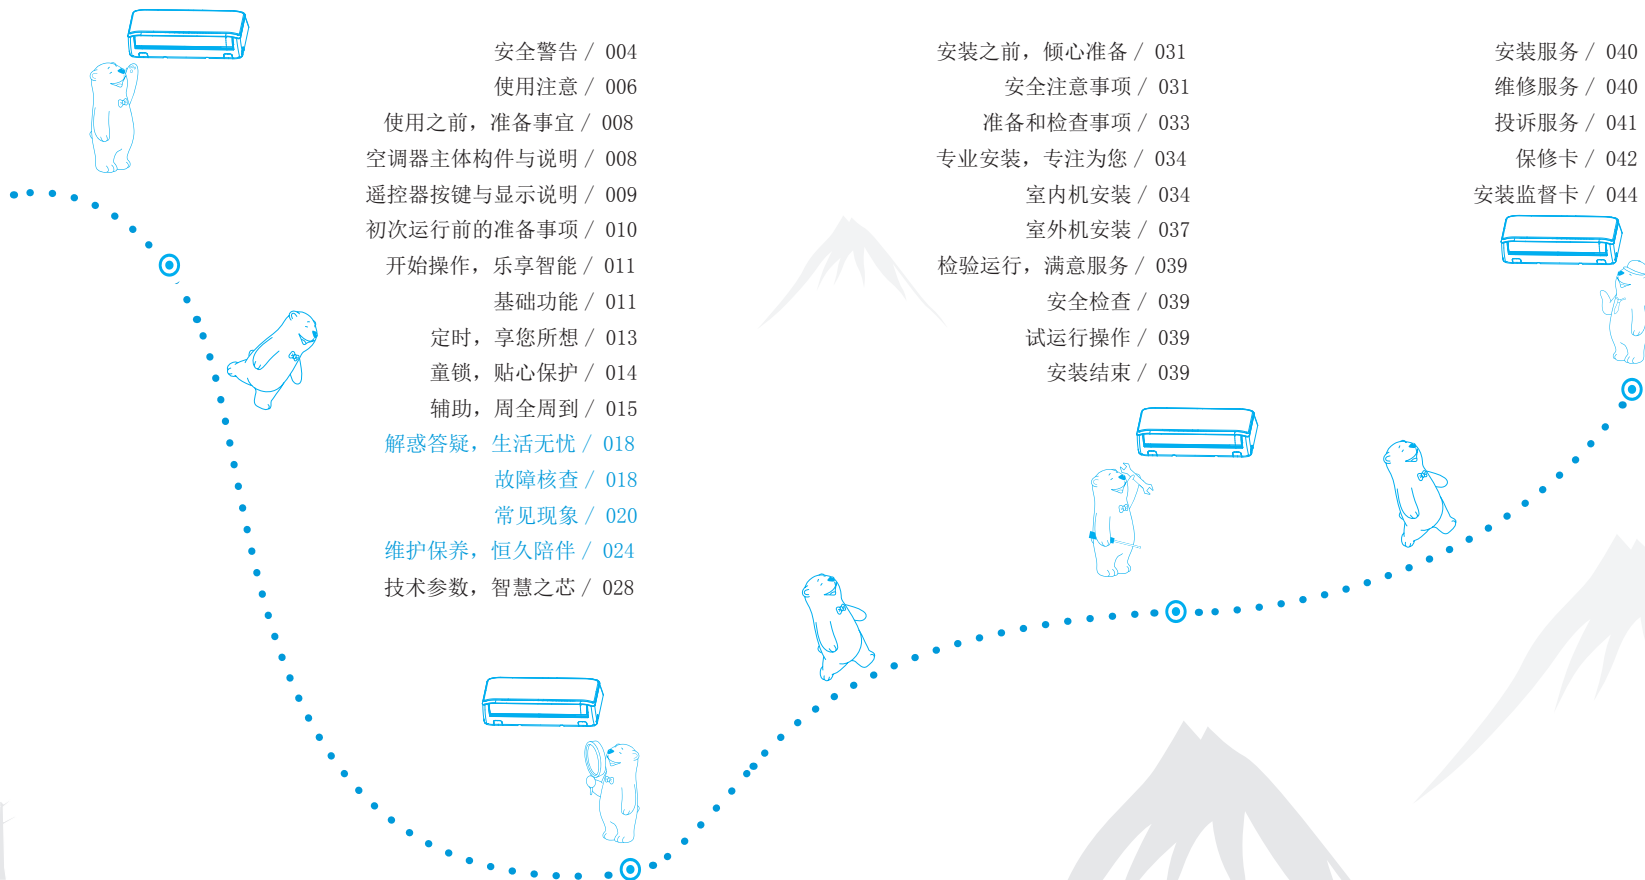 安全警告 / 004
使用注意 / 006
使用之前，准备事宜 / 008
空调器主体构件与说明 / 008
遥控器按键与显示说明 / 009
初次运行前的准备事项 / 010
开始操作，乐享智能 / 011
基础功能 / 011
定时，享您所想 / 013
童锁，贴心保护 / 014
辅助，周全周到 / 015
解惑答疑，生活无忧 / 018
故障核查 / 018
常见现象 / 020
维护保养，恒久陪伴 / 024
技术参数，智慧之芯 / 028
安装之前，倾心准备 / 031
安全注意事项 / 031
准备和检查事项 / 033
专业安装，专注为您 / 034
室内机安装 / 034
室外机安装 / 037
检验运行，满意服务 / 039
安全检查 / 039
试运行操作 / 039
安装结束 / 039
安装服务 / 040
维修服务 / 040
投诉服务 / 041
保修卡 / 042
安装监督卡 / 044